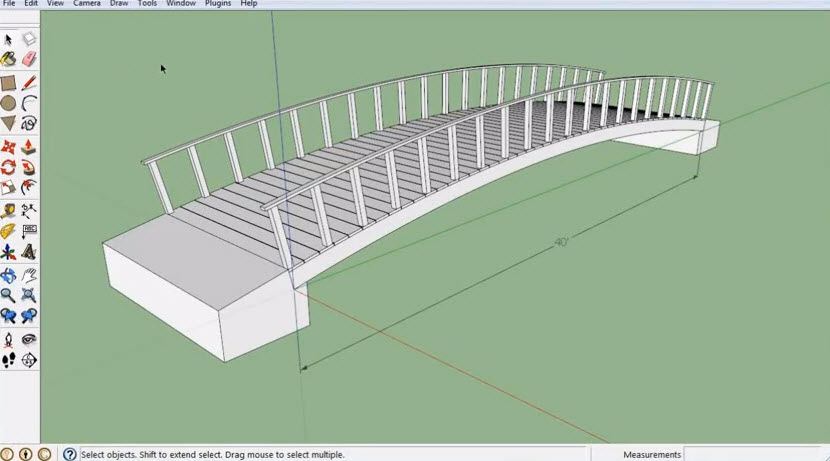 File Edit View Camera Draw Tools Window Plugins Help
40'
Select objects. Shift to extend select. Drag mouse to select multiple.
Measurements